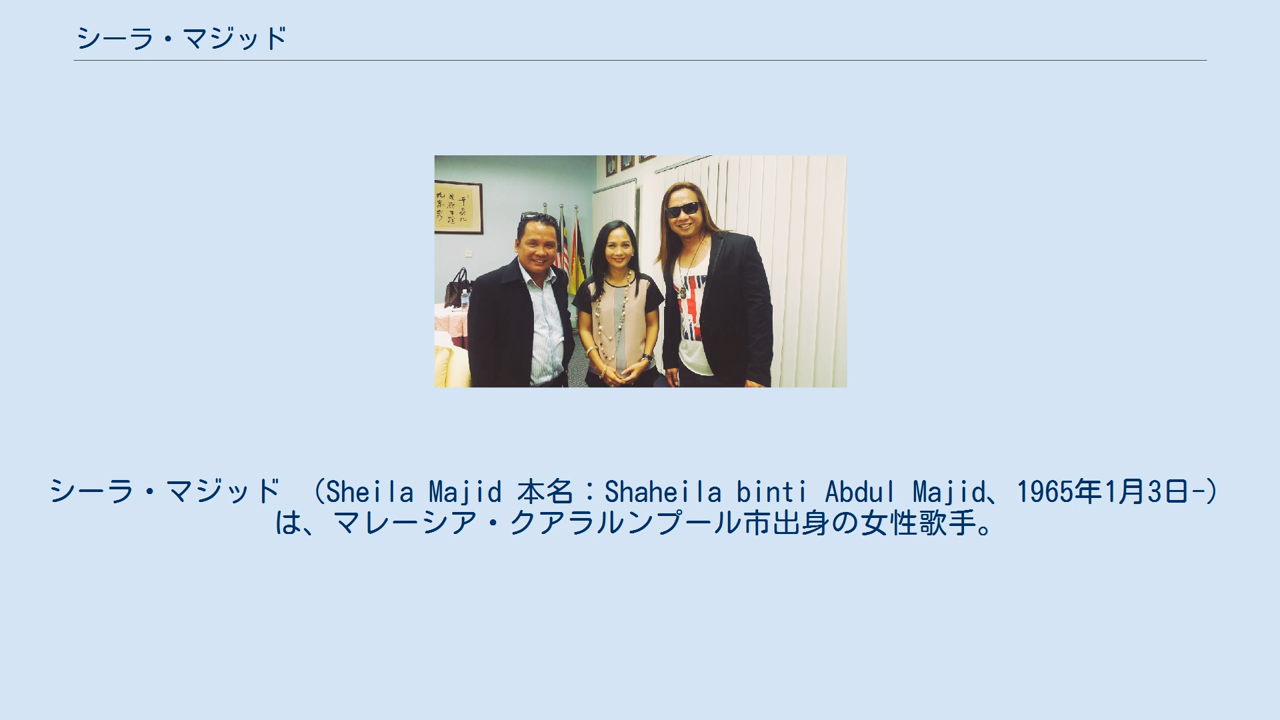 シーラ・マジッド
シーラ・マジッド （Sheila Majid 本名：Shaheila binti Abdul Majid、1965年1月3日-）
は、マレーシア・クアラルンプール市出身の女性歌手。